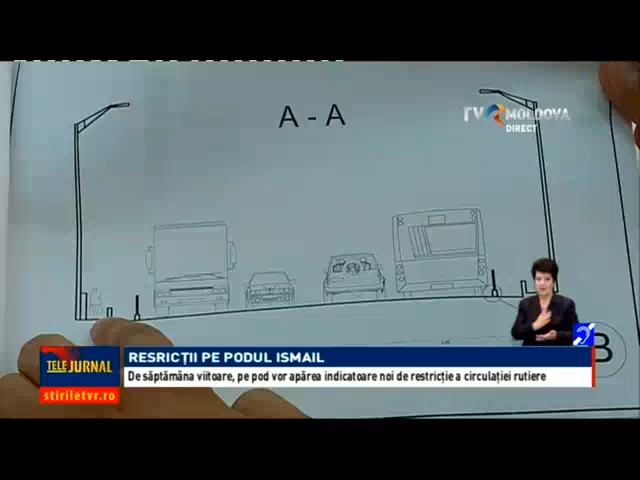 A - A
TVR MOLDOVA
DIRECT
B
TELE JURNAL
RESRICȚII PE PODUL ISMAIL
De săptămâna viitoare, pe pod vor apărea indicatoare noi de restricție a circulației rutiere
stiriletvr.ro